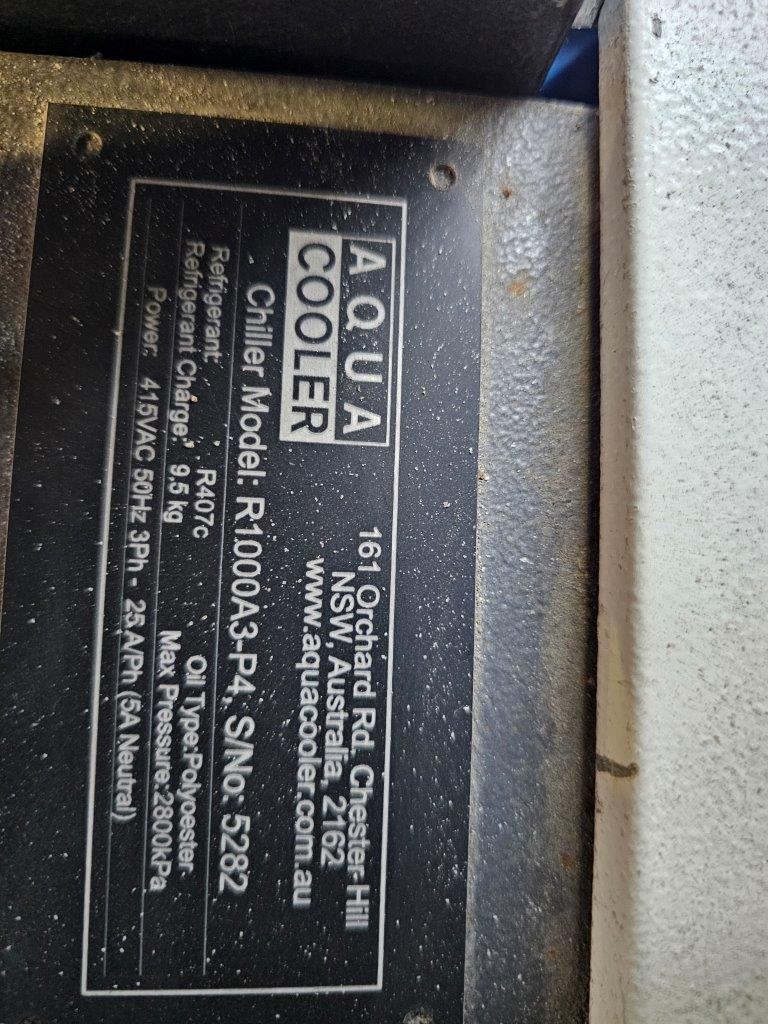 AQUA
COOLER
161 Orchard Rd, Chester Hill
NSW, Australia, 2162
www.aquacooler.com.au
Chiller Model: R1000A3-P4, S/No: 5282
Refrigerant: R407c Oil Type:Polyoester
Refrigerant Charge: 9,5 kg Max Pressure:2800kPa
Power: 415VAC 50Hz 3Ph - 25A/Ph (5A Neutral)